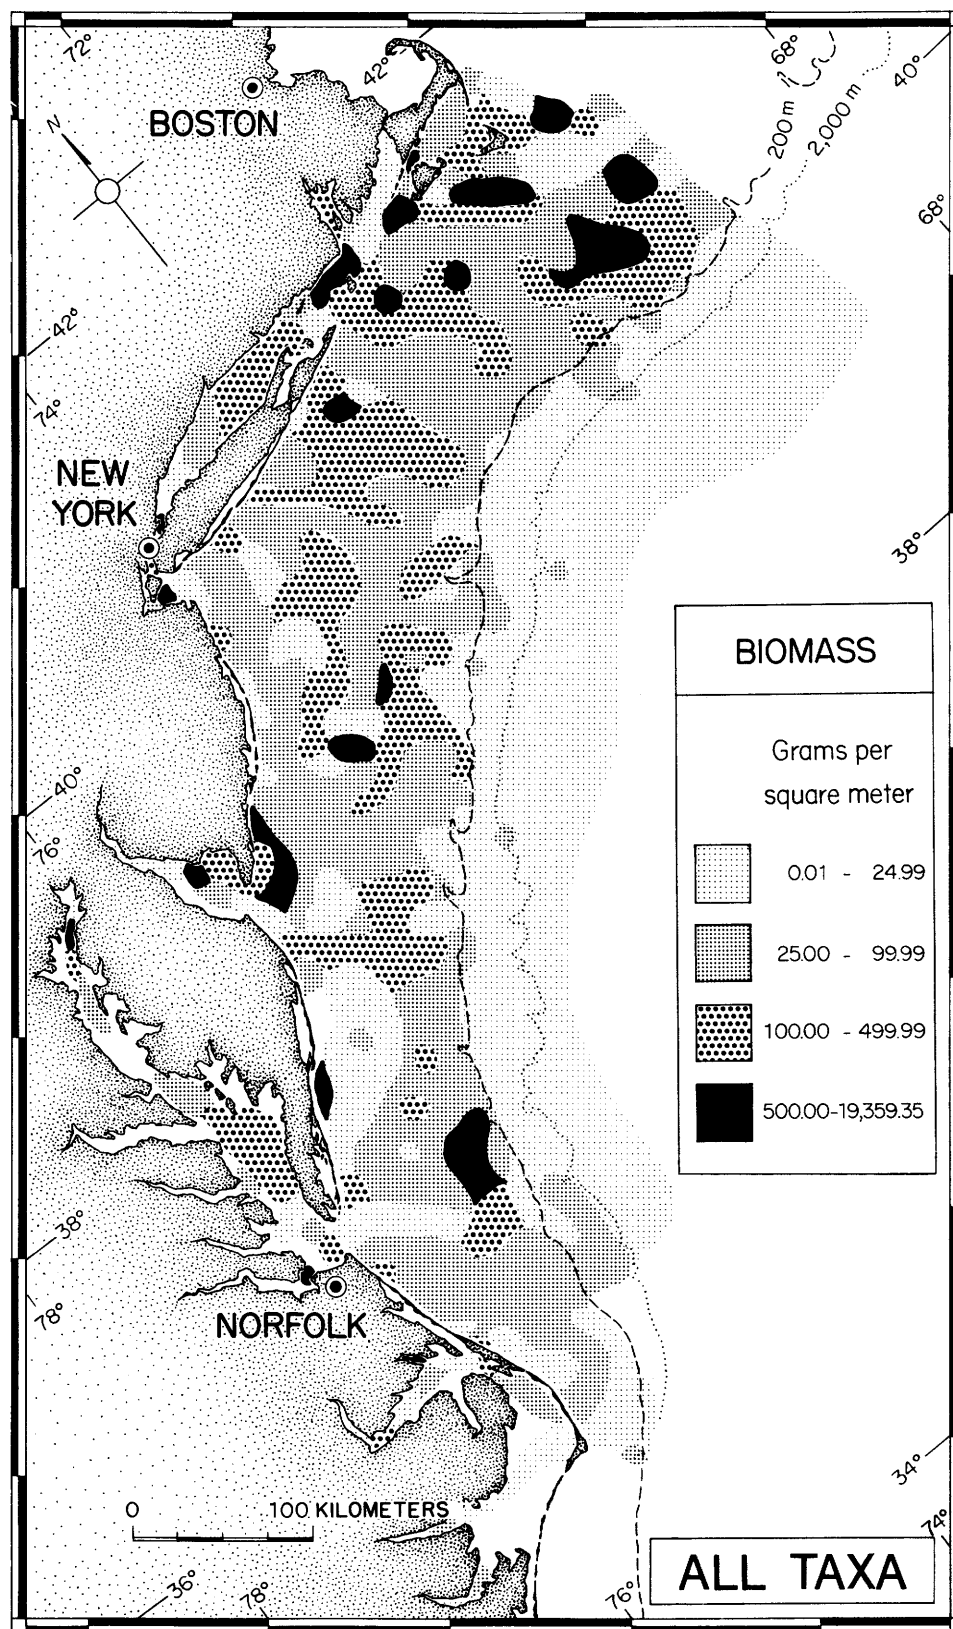 72°
42°
68°
40°
200 m
2,000 m
BOSTON
N
68°
42°
74°
NEW
YORK
38°
BIOMASS
Grams per
square meter
0.01 - 24.99
25.00 - 99.99
100.00 - 499.99
500.00-19,359.35
40°
76°
38°
78°
NORFOLK
34°
74°
0 100 KILOMETERS
36°
78°
76°
ALL TAXA